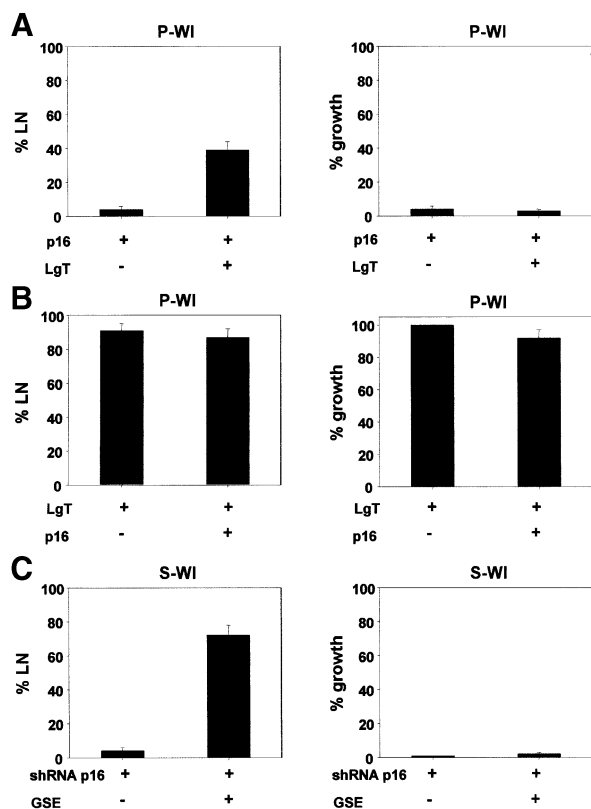 A
P-WI
P-WI
100
80
60
40
20
0
% LN
100
80
60
40
20
0
% growth
p16 + +
LgT - +
p16 + +
LgT - +
B
P-WI
P-WI
100
80
60
40
20
0
% LN
100
80
60
40
20
0
% growth
LgT + +
p16 - +
LgT + +
p16 - +
C
S-WI
S-WI
100
80
60
40
20
0
% LN
100
80
60
40
20
0
% growth
shRNA p16 + +
GSE - +
shRNA p16 + +
GSE - +